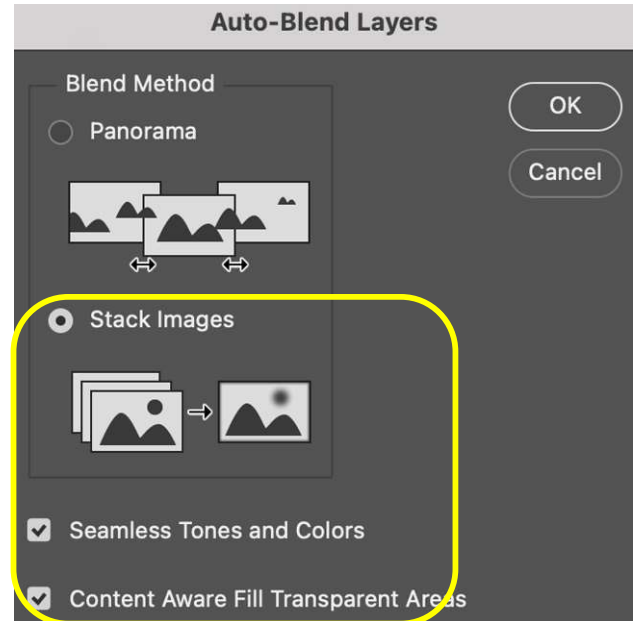 Auto-Blend Layers
Blend Method
Panorama
OK
Cancel
Stack Images
Seamless Tones and Colors
Content Aware Fill Transparent Areas